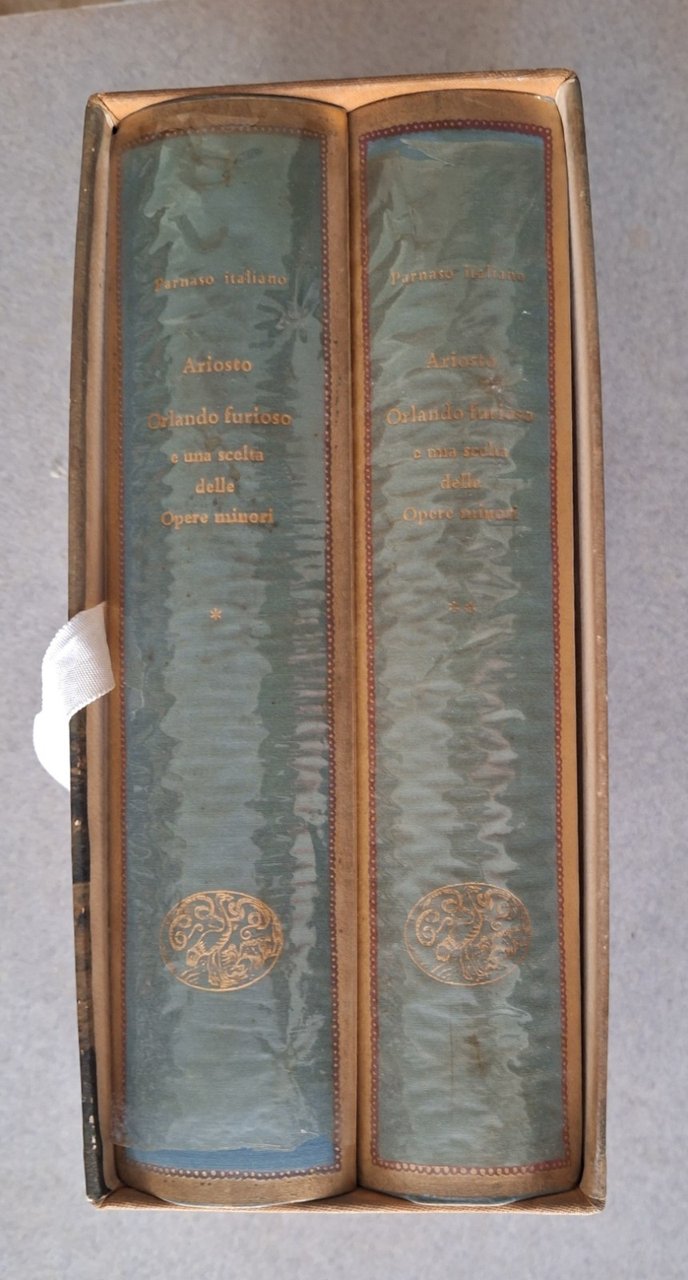 Parnaso italiano
Ariosto
Orlando furioso
e una scelta
delle
Opere minori
*
Parnaso italiano
Ariosto
Orlando furioso
e una scelta
delle
Opere minori
**